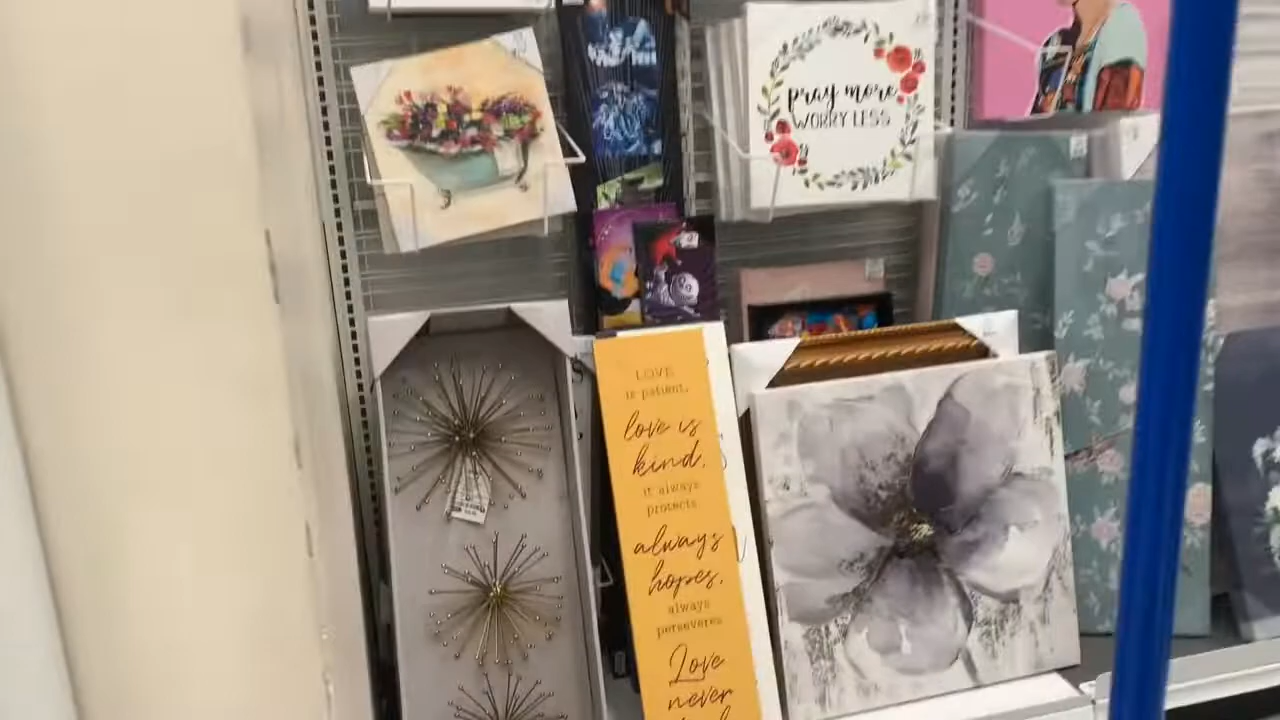 pray more
WORRY LESS
LOVE
is patient,
love is
kind.
it always
protects
always
hopes,
always
perseveres
Love
never